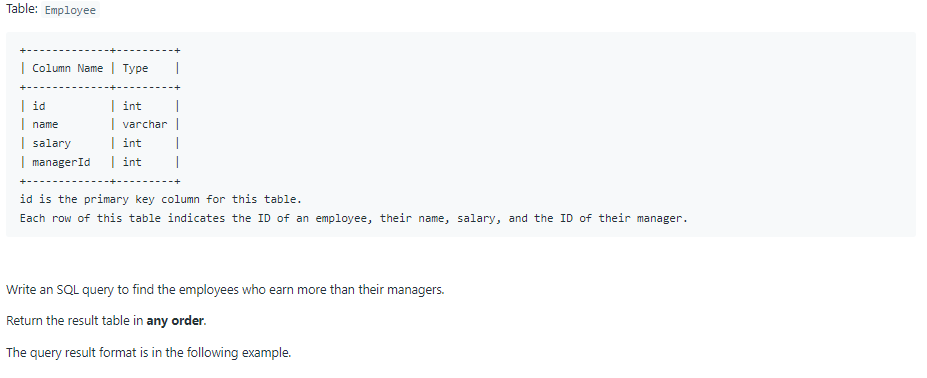 Table: Employee
+-------------+---------+
| Column Name | Type    |
+-------------+---------+
| id          | int     |
| name        | varchar |
| salary      | int     |
| managerId   | int     |
+-------------+---------+
id is the primary key column for this table.
Each row of this table indicates the ID of an employee, their name, salary, and the ID of their manager.
Write an SQL query to find the employees who earn more than their managers.
Return the result table in any order.
The query result format is in the following example.